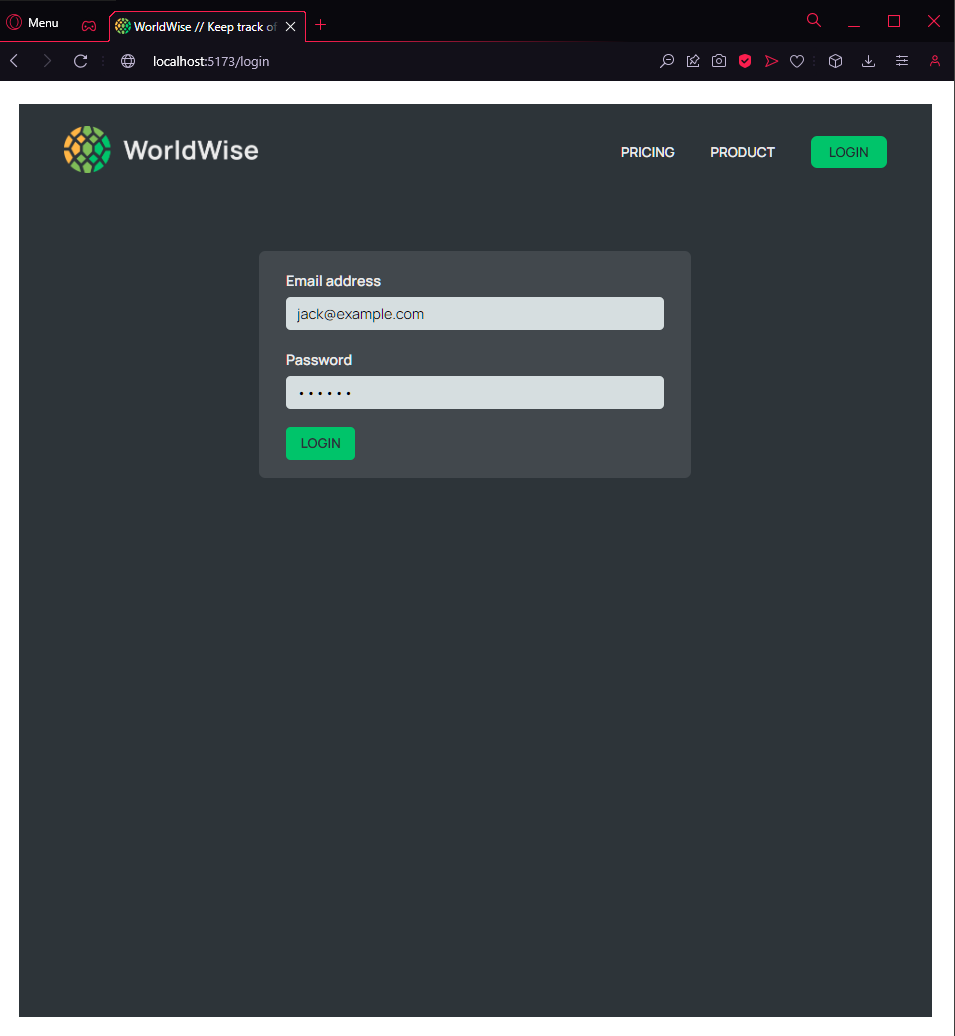 Menu
WorldWise // Keep track of
localhost:5173/login
WorldWise
PRICING
PRODUCT
LOGIN
Email address
jack@example.com
Password
••••••
LOGIN